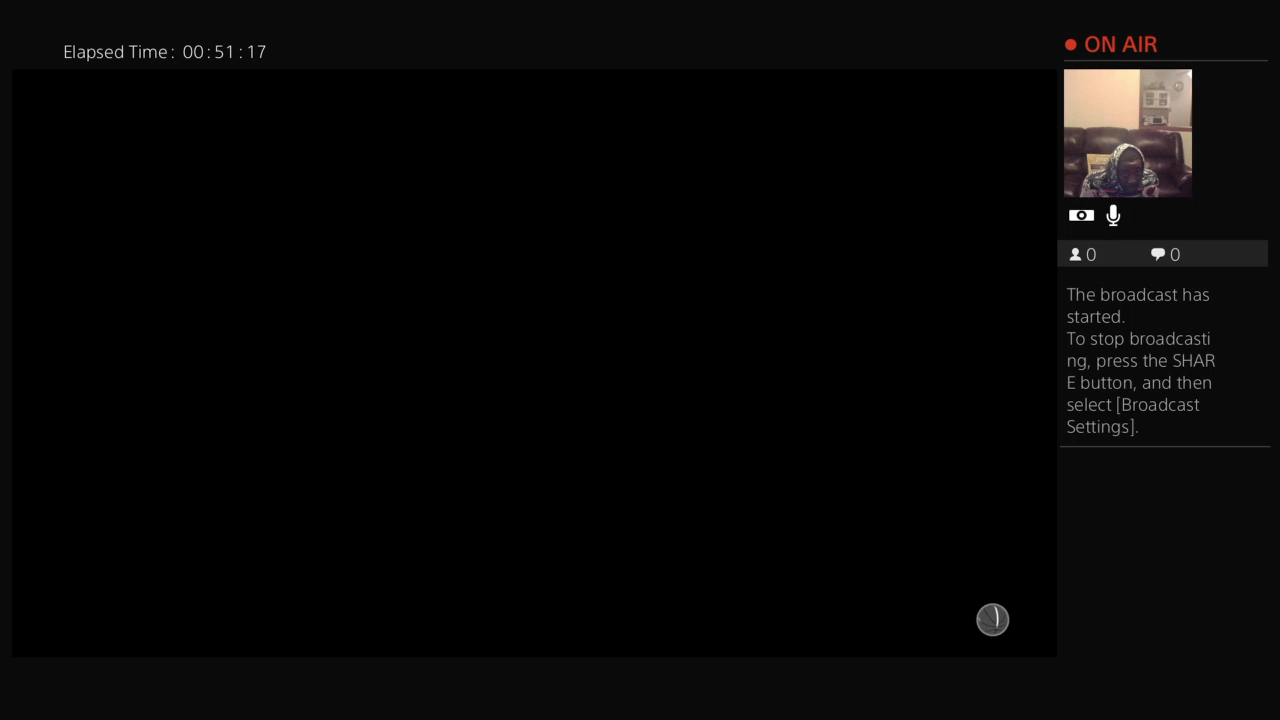 Elapsed Time: 00:51:17
ON AIR
0 0
The broadcast has
started.
To stop broadcasti
ng, press the SHAR
E button, and then
select [Broadcast
Settings].